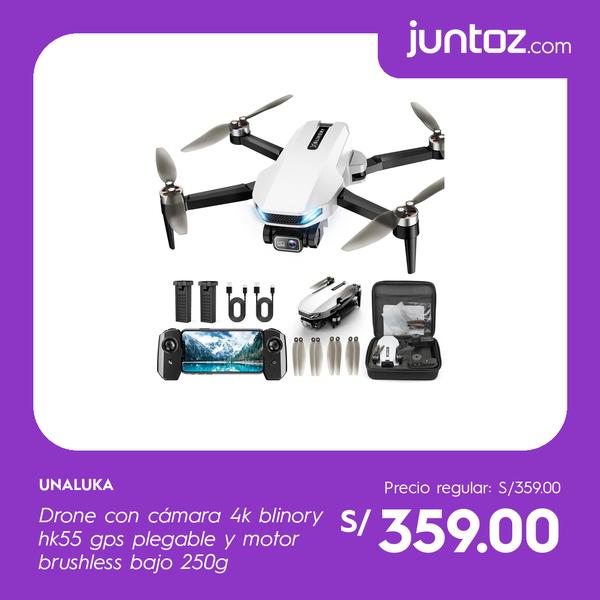 juntoz.com
UNALUKA
Drone con cámara 4k blinory
hk55 gps plegable y motor
brushless bajo 250g
Precio regular: S/359.00
S/ 359.00